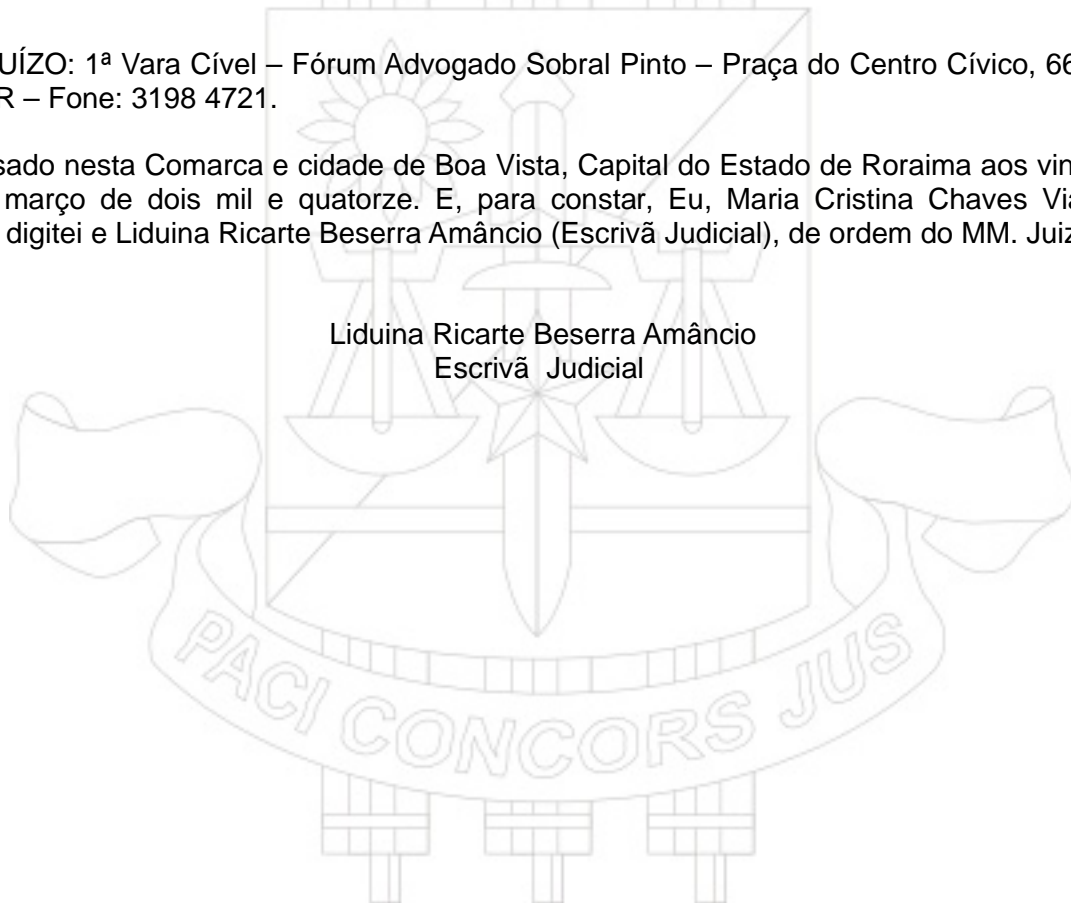 UÍZO: 1ª Vara Cível – Fórum Advogado Sobral Pinto – Praça do Centro Cívico, 66
R – Fone: 3198 4721.
sado nesta Comarca e cidade de Boa Vista, Capital do Estado de Roraima aos vin
março de dois mil e quatorze. E, para constar, Eu, Maria Cristina Chaves Via
digitei e Liduina Ricarte Beserra Amâncio (Escrivã Judicial), de ordem do MM. Juiz
Liduina Ricarte Beserra Amâncio
Escrivã Judicial
PACI CONCORS JUS